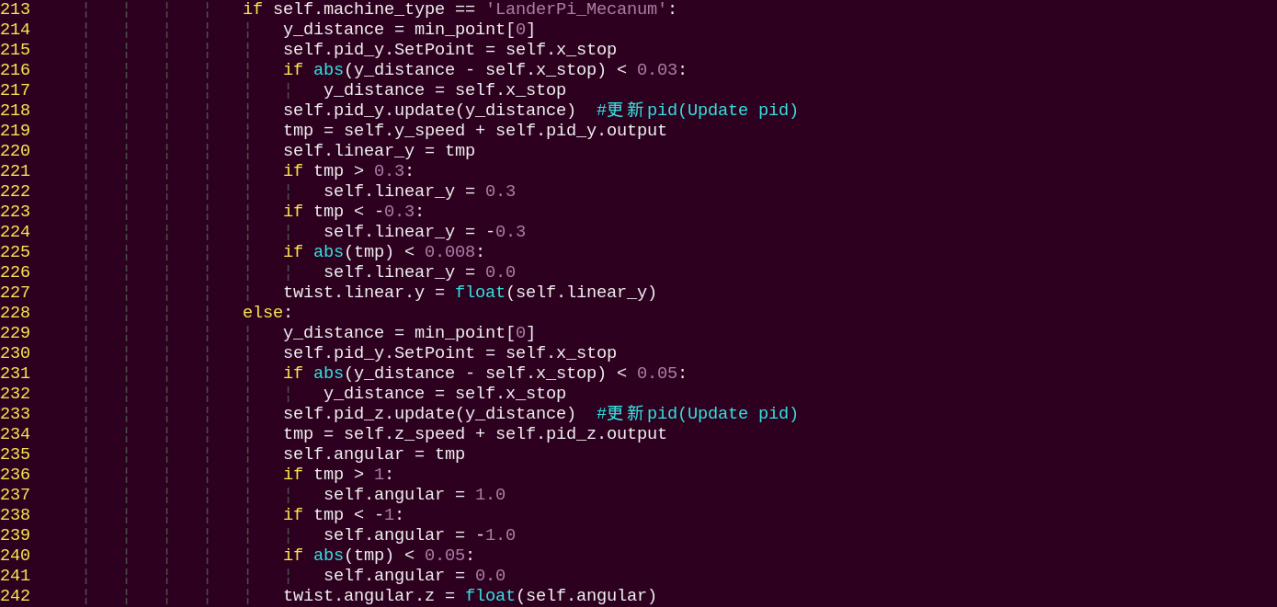 213 if self.machine_type == 'LanderPi_Mecanum':
214 y_distance = min_point[0]
215 self.pid_y.SetPoint = self.x_stop
216 if abs(y_distance - self.x_stop) < 0.03:
217 y_distance = self.x_stop
218 self.pid_y.update(y_distance)  #更新pid(Update pid)
219 tmp = self.y_speed + self.pid_y.output
220 self.linear_y = tmp
221 if tmp > 0.3:
222 self.linear_y = 0.3
223 if tmp < -0.3:
224 self.linear_y = -0.3
225 if abs(tmp) < 0.008:
226 self.linear_y = 0.0
227 twist.linear.y = float(self.linear_y)
228 else:
229 y_distance = min_point[0]
230 self.pid_y.SetPoint = self.x_stop
231 if abs(y_distance - self.x_stop) < 0.05:
232 y_distance = self.x_stop
233 self.pid_z.update(y_distance)  #更新pid(Update pid)
234 tmp = self.z_speed + self.pid_z.output
235 self.angular = tmp
236 if tmp > 1:
237 self.angular = 1.0
238 if tmp < -1:
239 self.angular = -1.0
240 if abs(tmp) < 0.05:
241 self.angular = 0.0
242 twist.angular.z = float(self.angular)